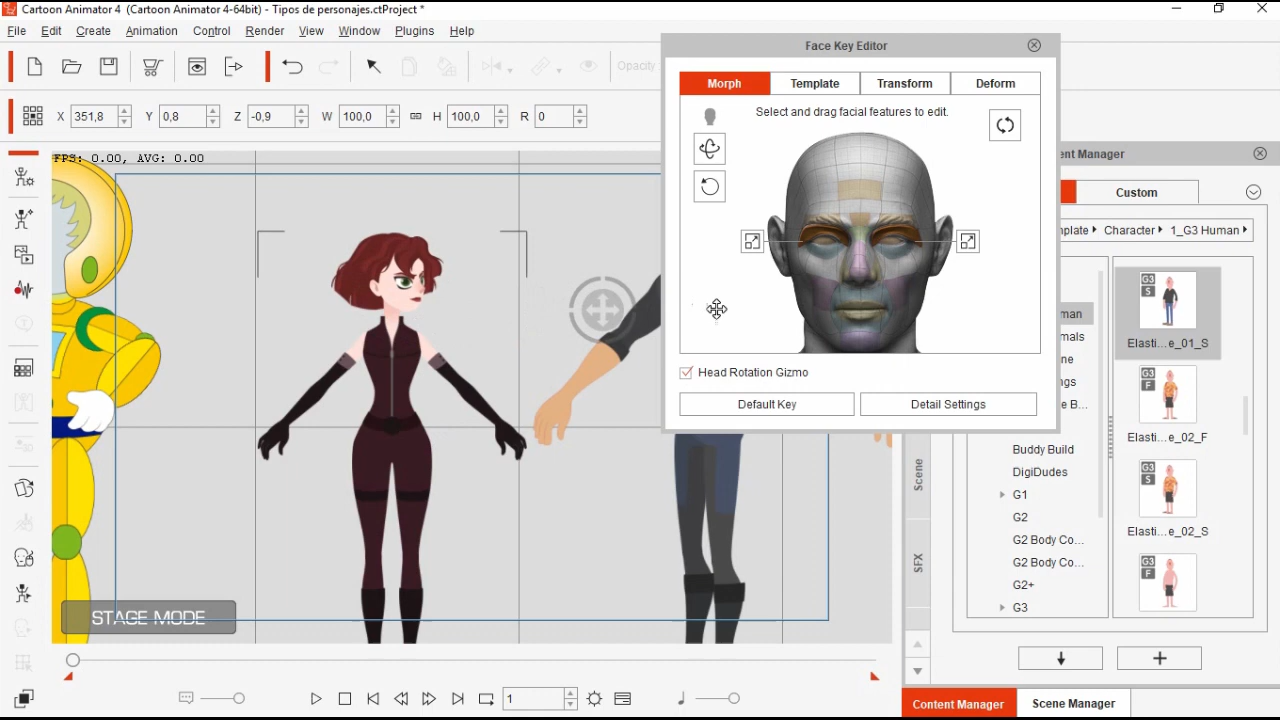 Cartoon Animator 4 (Cartoon Animator 4-64bit) - Tipos de personajes.ctProject *
File Edit Create Animation Control Render View Window Plugins Help
Opacity
X 351,8 Y 0,8 Z -0,9 W 100,0 H 100,0 R 0
FPS: 0.00, AVG: 0.00
Face Key Editor
Morph Template Transform Deform
Select and drag facial features to edit.
Head Rotation Gizmo
Default Key Detail Settings
ent Manager
Custom
plate Character 1_G3 Human
man
mals
ne
gs
e B...
Buddy Build
DigiDudes
G1
G2
G2 Body Co...
G2 Body Co...
G2+
G3
G3
S
Elasti...e_01_S
G3
F
Elasti...e_02_F
G3
S
Elasti...e_02_S
G3
F
Scene
SFX
STAGE MODE
1
Content Manager Scene Manager